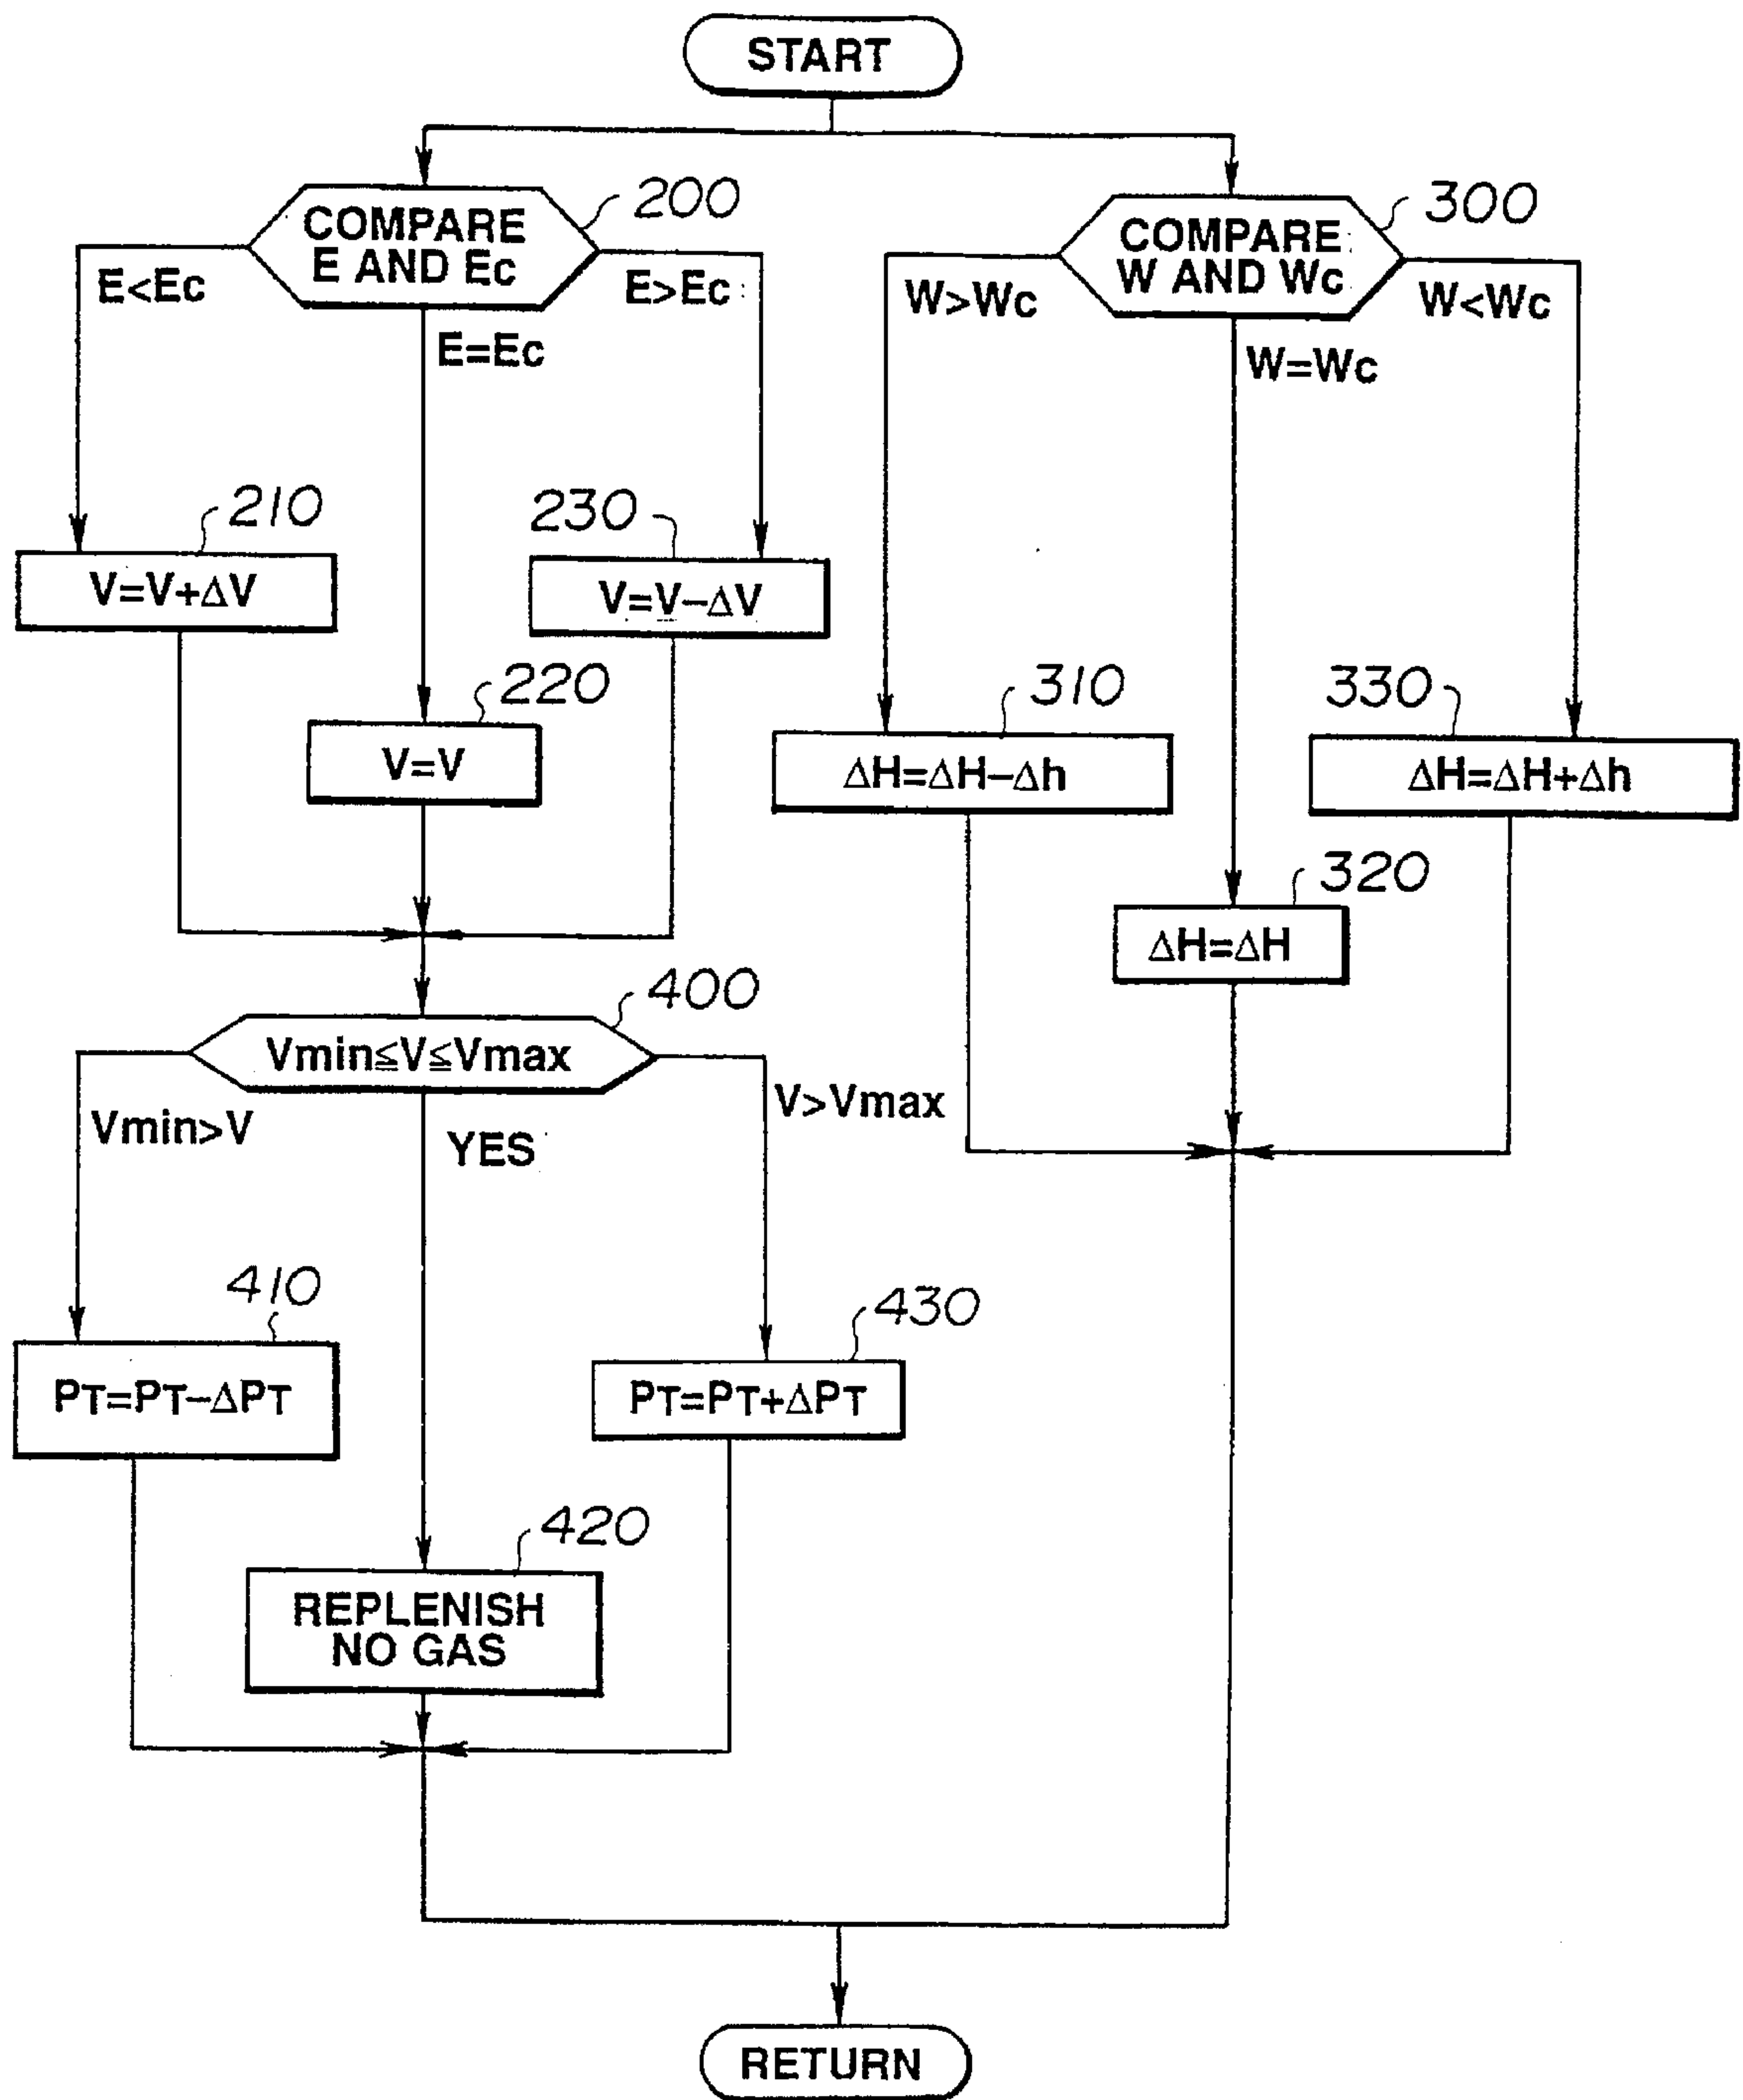 START
COMPARE
E AND Ec
200
E<Ec
E>Ec
E=Ec
COMPARE
W AND Wc
300
W>Wc
W<Wc
W=Wc
210
V=V+ΔV
230
V=V−ΔV
220
V=V
310
ΔH=ΔH−Δh
330
ΔH=ΔH+Δh
320
ΔH=ΔH
400
Vmin≦V≦Vmax
Vmin>V
YES
V>Vmax
410
PT=PT−ΔPT
430
PT=PT+ΔPT
420
REPLENISH
NO GAS
RETURN